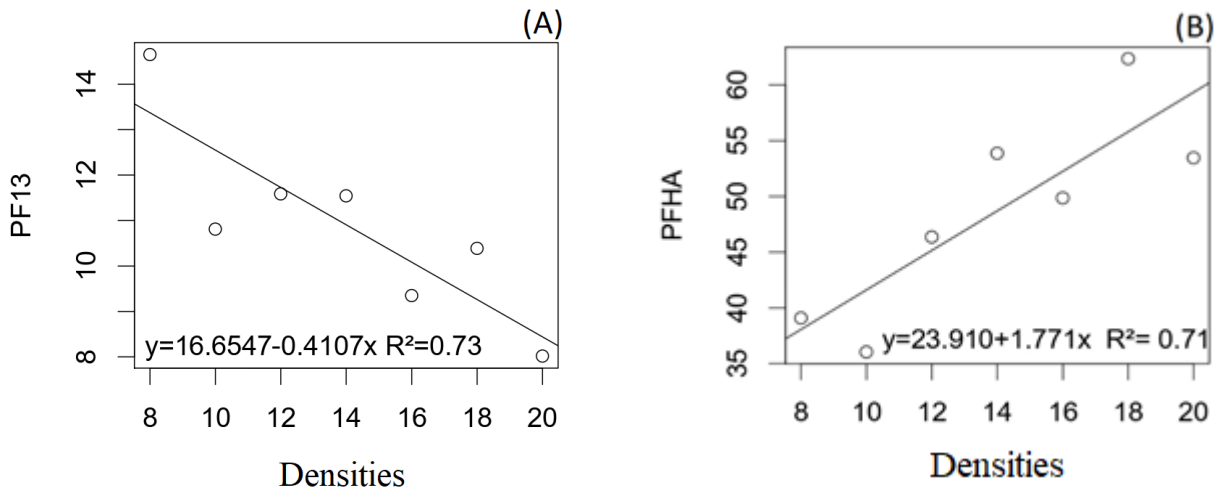 (A)
14
12
10
8
PF13
y=16.6547-0.4107x R²=0.73
8 10 12 14 16 18 20
Densities
(B)
60
55
50
45
40
35
PFHA
y=23.910+1.771x R²= 0.71
8 10 12 14 16 18 20
Densities